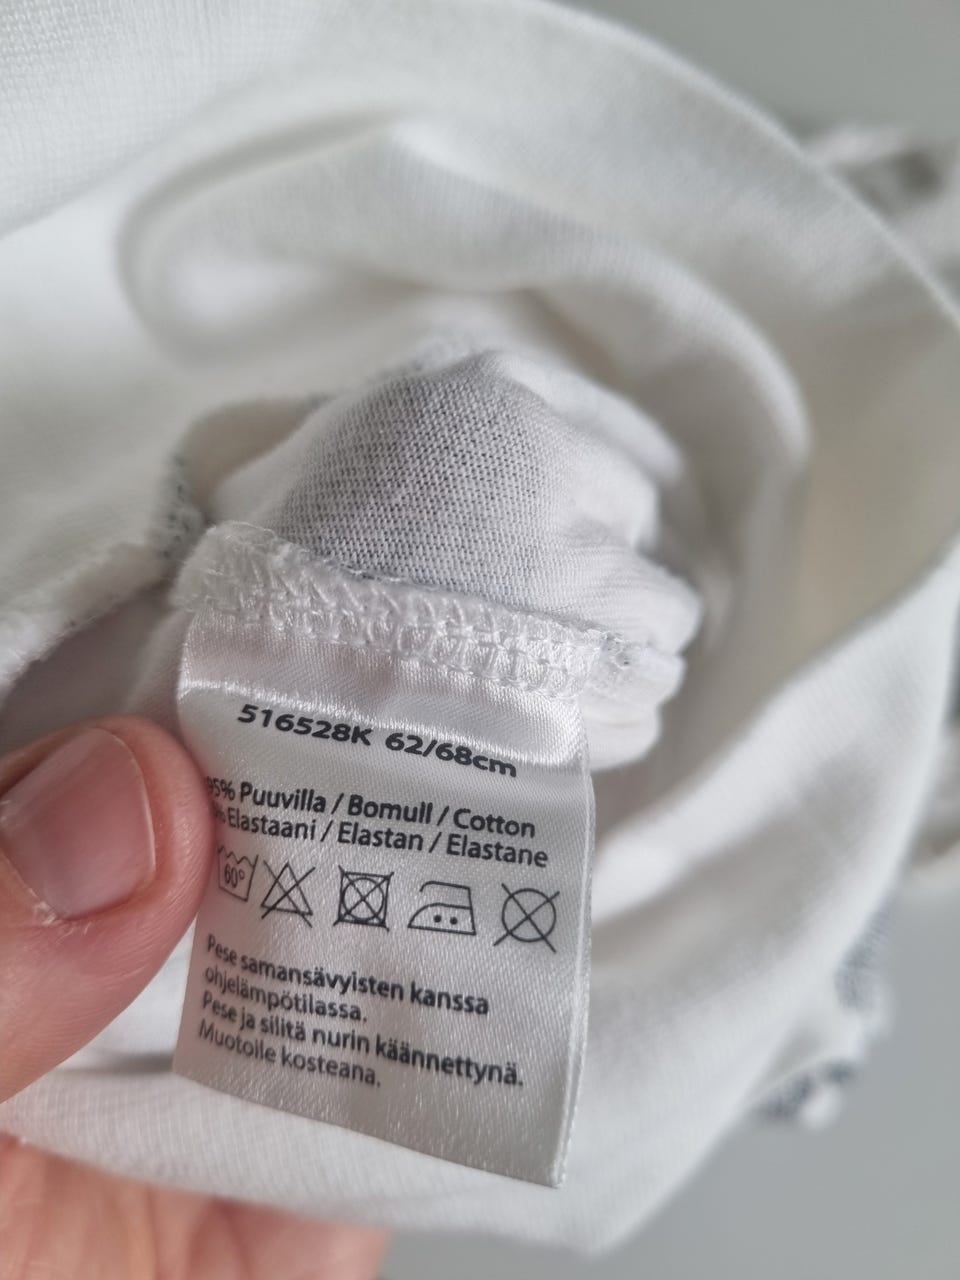 516528K 62/68cm
95% Puuvilla / Bomull / Cotton
% Elastaani / Elastan / Elastane
60°
Pese samansävyisten kanssa
ohjelämpötilassa.
Pese ja silitä nurin käännettynä.
Muotoile kosteana.